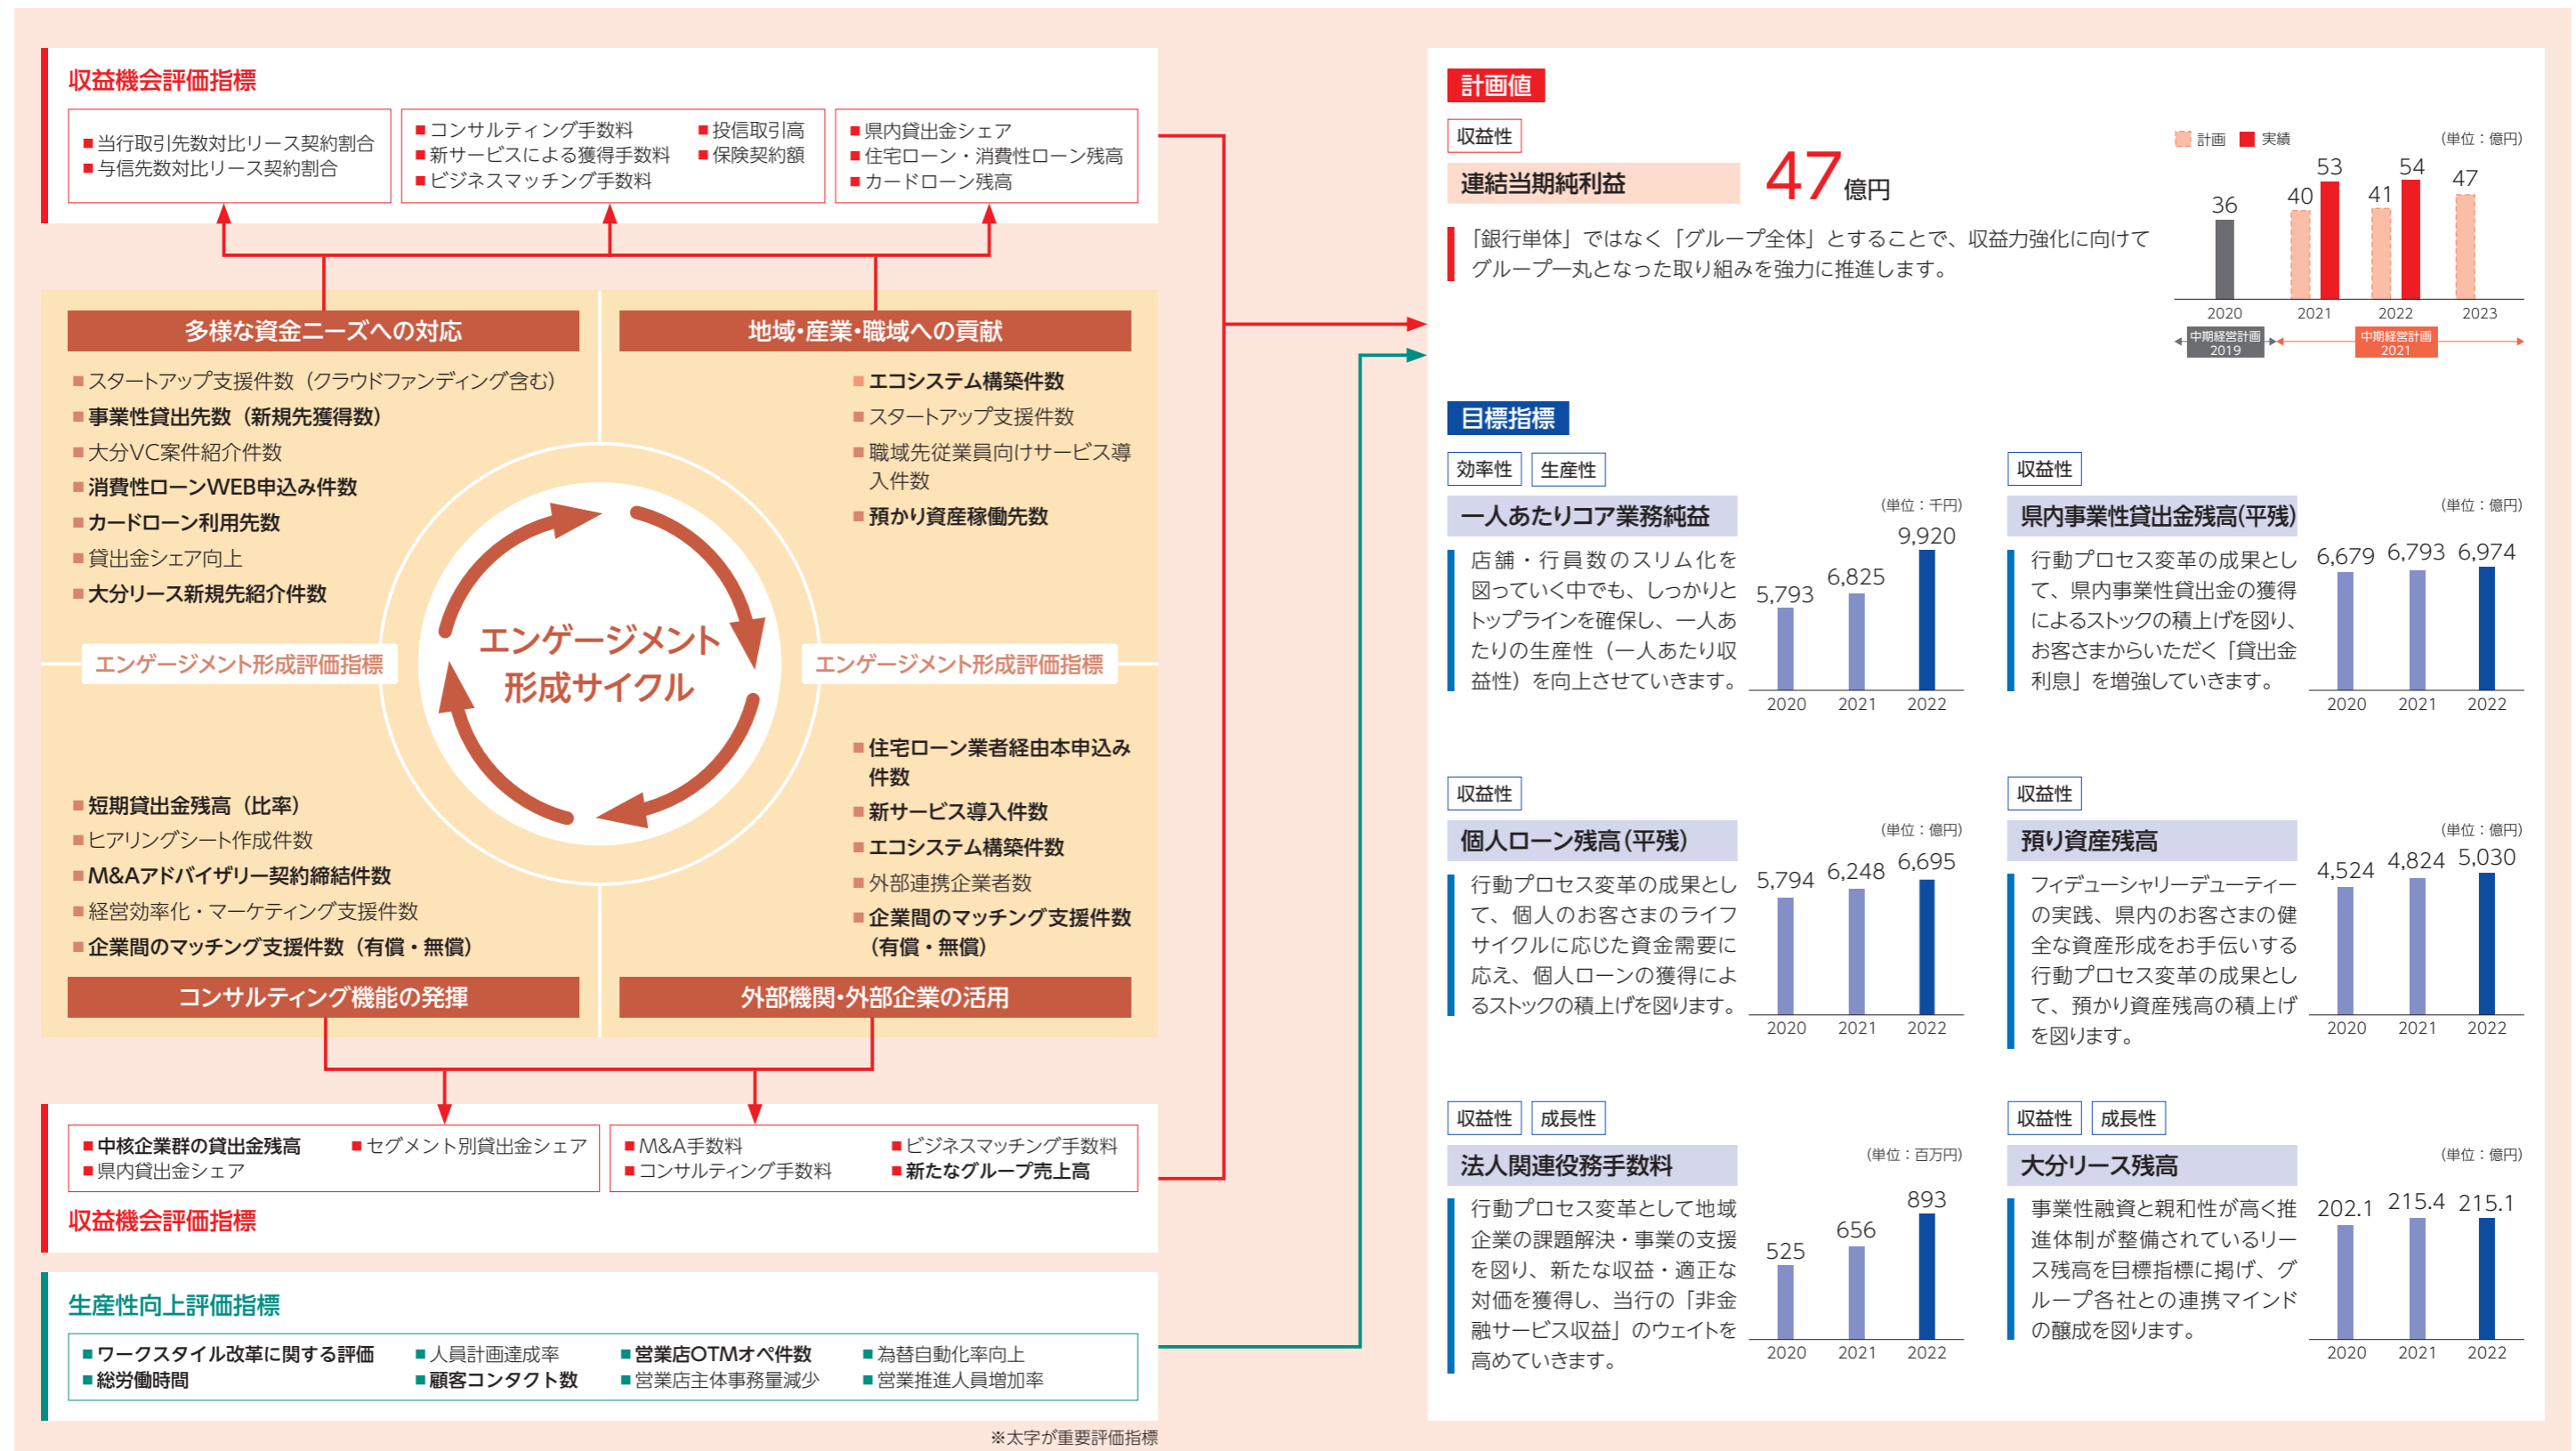 収益機会評価指標
■当行取引先数対比リース契約割合
■与信先数対比リース契約割合
■コンサルティング手数料
■新サービスによる獲得手数料
■ビジネスマッチング手数料
■投信取引高
■保険契約額
■県内貸出金シェア
■住宅ローン・消費性ローン残高
■カードローン残高
多様な資金ニーズへの対応
■スタートアップ支援件数（クラウドファンディング含む）
■事業性貸出先数（新規先獲得数）
■大分VC案件紹介件数
■消費性ローンWEB申込み件数
■カードローン利用先数
■貸出金シェア向上
■大分リース新規先紹介件数
エンゲージメント形成評価指標
地域・産業・職域への貢献
■エコシステム構築件数
■スタートアップ支援件数
■職域先従業員向けサービス導
入件数
■預かり資産稼働先数
エンゲージメント形成評価指標
エンゲージメント
形成サイクル
■短期貸出金残高（比率）
■ヒアリングシート作成件数
■M&Aアドバイザリー契約締結件数
■経営効率化・マーケティング支援件数
■企業間のマッチング支援件数（有償・無償）
コンサルティング機能の発揮
■住宅ローン業者経由本申込み
件数
■新サービス導入件数
■エコシステム構築件数
■外部連携企業者数
■企業間のマッチング支援件数
（有償・無償）
外部機関・外部企業の活用
■中核企業群の貸出金残高
■県内貸出金シェア
■セグメント別貸出金シェア
■M&A手数料
■コンサルティング手数料
■ビジネスマッチング手数料
■新たなグループ売上高
収益機会評価指標
生産性向上評価指標
■ワークスタイル改革に関する評価
■総労働時間
■人員計画達成率
■顧客コンタクト数
■営業店OTMオペ件数
■営業店主体事務量減少
■為替自動化率向上
■営業推進人員増加率
※太字が重要評価指標
計画値
収益性
連結当期純利益
47億円
「銀行単体」ではなく「グループ全体」とすることで、収益力強化に向けて
グループ一丸となった取り組みを強力に推進します。
計画 実績 （単位：億円）
36 40 53 41 54 47
2020 2021 2022 2023
中期経営計画
2019
中期経営計画
2021
目標指標
効率性 生産性
一人あたりコア業務純益
店舗・行員数のスリム化を
図っていく中でも、しっかりと
トップラインを確保し、一人あ
たりの生産性（一人あたり収
益性）を向上させていきます。
（単位：千円）
5,793 6,825 9,920
2020 2021 2022
収益性
県内事業性貸出金残高(平残)
行動プロセス変革の成果とし
て、県内事業性貸出金の獲得
によるストックの積上げを図り、
お客さまからいただく「貸出金
利息」を増強していきます。
（単位：億円）
6,679 6,793 6,974
2020 2021 2022
収益性
個人ローン残高(平残)
行動プロセス変革の成果とし
て、個人のお客さまのライフ
サイクルに応じた資金需要に
応え、個人ローンの獲得によ
るストックの積上げを図ります。
（単位：億円）
5,794 6,248 6,695
2020 2021 2022
収益性
預り資産残高
フィデューシャリーデューティー
の実践、県内のお客さまの健
全な資産形成をお手伝いする
行動プロセス変革の成果とし
て、預かり資産残高の積上げ
を図ります。
（単位：億円）
4,524 4,824 5,030
2020 2021 2022
収益性 成長性
法人関連役務手数料
行動プロセス変革として地域
企業の課題解決・事業の支援
を図り、新たな収益・適正な
対価を獲得し、当行の「非金
融サービス収益」のウェイトを
高めていきます。
（単位：百万円）
525 656 893
2020 2021 2022
収益性 成長性
大分リース残高
事業性融資と親和性が高く推
進体制が整備されているリー
ス残高を目標指標に掲げ、グ
ループ各社との連携マインド
の醸成を図ります。
（単位：億円）
202.1 215.4 215.1
2020 2021 2022